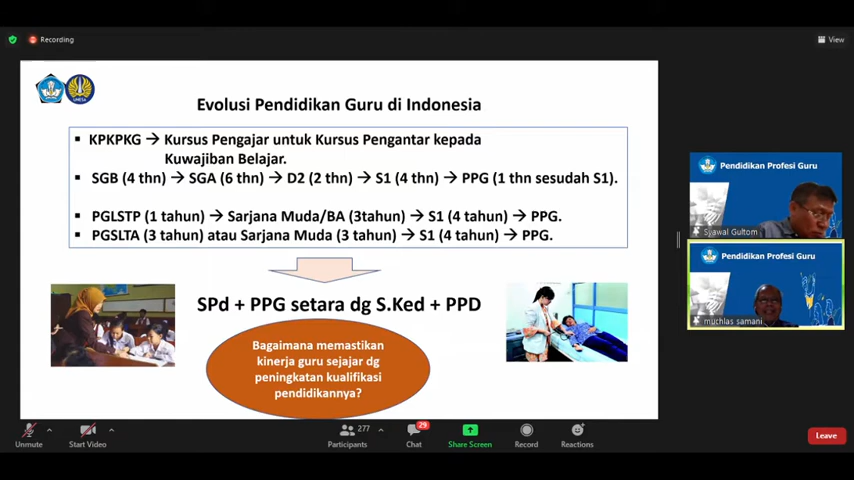 Recording
View
UNESA
Evolusi Pendidikan Guru di Indonesia
▪ KPKPKG → Kursus Pengajar untuk Kursus Pengantar kepada
Kuwajiban Belajar.
▪ SGB (4 thn) → SGA (6 thn) → D2 (2 thn) → S1 (4 thn) → PPG (1 thn sesudah S1).
▪ PGLSTP (1 tahun) → Sarjana Muda/BA (3tahun) → S1 (4 tahun) → PPG.
▪ PGSLTA (3 tahun) atau Sarjana Muda (3 tahun) → S1 (4 tahun) → PPG.
SPd + PPG setara dg S.Ked + PPD
Bagaimana memastikan
kinerja guru sejajar dg
peningkatan kualifikasi
pendidikannya?
Pendidikan Profesi Guru
Syawal Gultom
Pendidikan Profesi Guru
muchlas samani
Unmute
Start Video
277
Participants
29
Chat
Share Screen
Record
Reactions
Leave